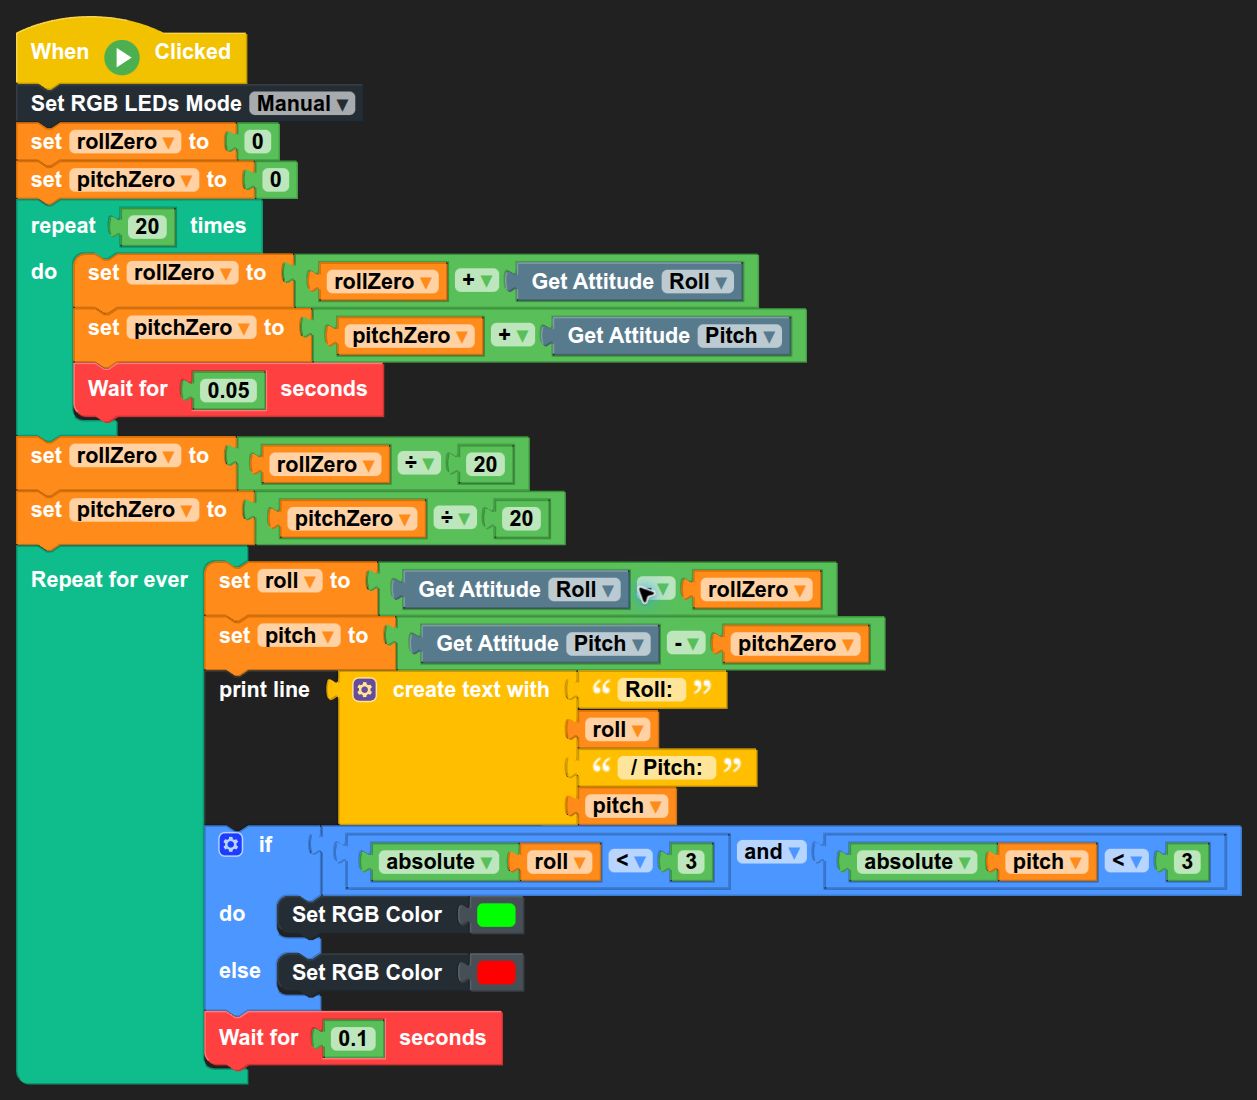 When Clicked
Set RGB LEDs Mode Manual ▾
set rollZero ▾ to 0
set pitchZero ▾ to 0
repeat 20 times
do set rollZero ▾ to rollZero ▾ + ▾ Get Attitude Roll ▾
set pitchZero ▾ to pitchZero ▾ + ▾ Get Attitude Pitch ▾
Wait for 0.05 seconds
set rollZero ▾ to rollZero ▾ ÷ ▾ 20
set pitchZero ▾ to pitchZero ▾ ÷ ▾ 20
Repeat for ever set roll ▾ to Get Attitude Roll ▾ ▾ rollZero ▾
set pitch ▾ to Get Attitude Pitch ▾ - ▾ pitchZero ▾
print line create text with “ Roll: ”
roll ▾
“ / Pitch: ”
pitch ▾
if absolute ▾ roll ▾ < ▾ 3 and ▾ absolute ▾ pitch ▾ < ▾ 3
do Set RGB Color
else Set RGB Color
Wait for 0.1 seconds